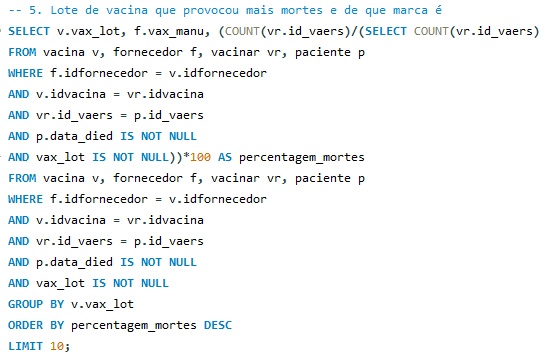 -- 5. Lote de vacina que provocou mais mortes e de que marca é
SELECT v.vax_lot, f.vax_manu, (COUNT(vr.id_vaers)/(SELECT COUNT(vr.id_vaers)
FROM vacina v, fornecedor f, vacinar vr, paciente p
WHERE f.idfornecedor = v.idfornecedor
AND v.idvacina = vr.idvacina
AND vr.id_vaers = p.id_vaers
AND p.data_died IS NOT NULL
AND vax_lot IS NOT NULL))*100 AS percentagem_mortes
FROM vacina v, fornecedor f, vacinar vr, paciente p
WHERE f.idfornecedor = v.idfornecedor
AND v.idvacina = vr.idvacina
AND vr.id_vaers = p.id_vaers
AND p.data_died IS NOT NULL
AND vax_lot IS NOT NULL
GROUP BY v.vax_lot
ORDER BY percentagem_mortes DESC
LIMIT 10;